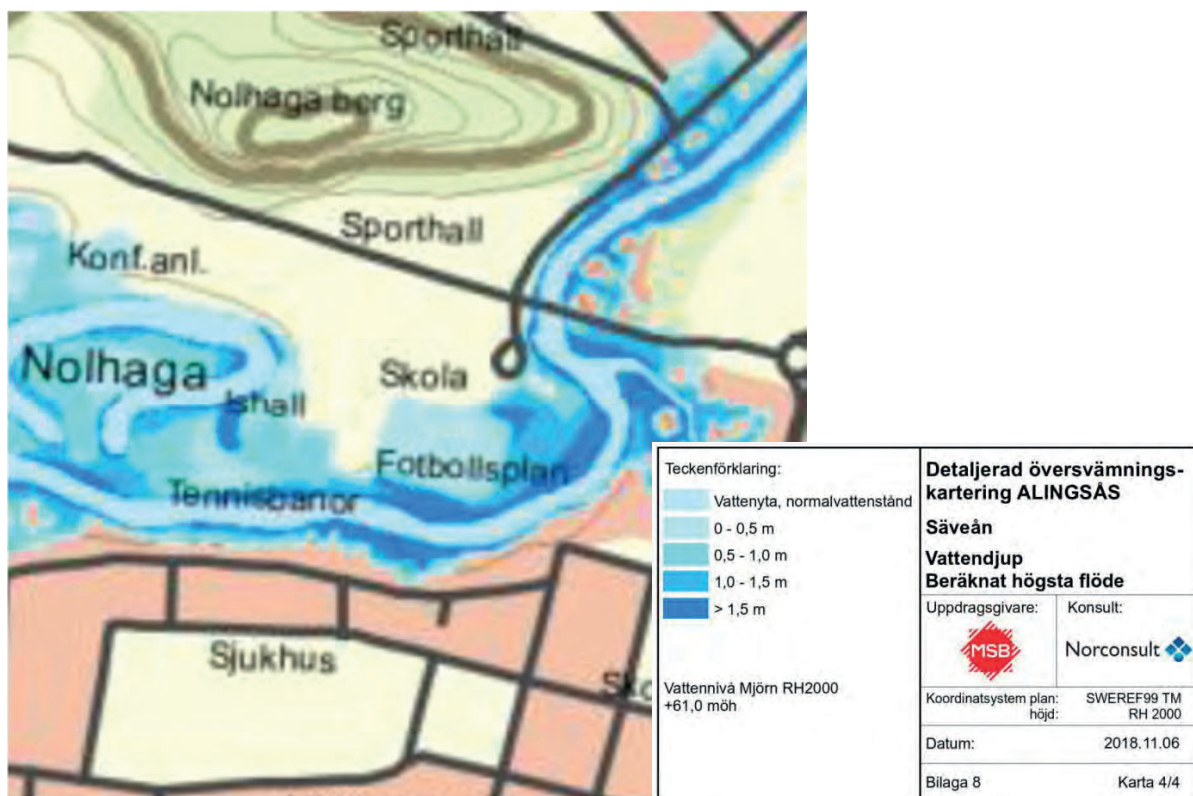 Sporthall
Nolhaga berg
Sporthall
Konf.anl.
Nolhaga
Skola
Ishall
Fotbollsplan
Tennisbanor
Sjukhus
Sko
Teckenförklaring:
Vattenyta, normalvattenstånd
0 - 0,5 m
0,5 - 1,0 m
1,0 - 1,5 m
> 1,5 m
Vattennivå Mjörn RH2000
+61,0 möh
Detaljerad översvämnings-
kartering ALINGSÅS
Säveån
Vattendjup
Beräknat högsta flöde
Uppdragsgivare: Konsult:
MSB Norconsult
Koordinatsystem plan: SWEREF99 TM
höjd: RH 2000
Datum: 2018.11.06
Bilaga 8 Karta 4/4